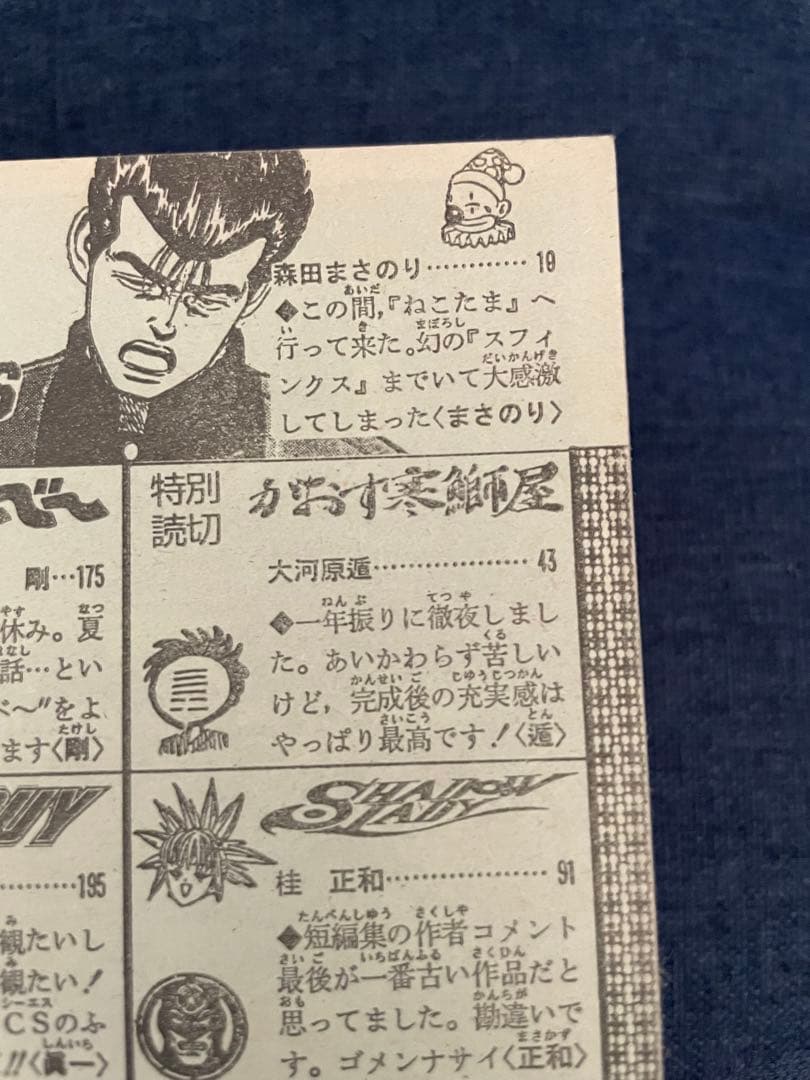 S
森田まさのり…………10
◆この間,『ねこたま』へ
行って来た。幻の『スフィ
ンクス』までいて大感激
してしまった〈まさのり〉
特別
読切
かおす寒鰤屋
大河原遁………………43
◆一年振りに徹夜しまし
た。あいかわらず苦しい
けど,完成後の充実感は
やっぱり最高です!〈遁〉
SHADOW
LADY
桂 正和………………91
◆短編集の作者コメント
最後が一番古い作品だと
思ってました。勘違いで
す。ゴメンナサイ〈正和〉
べ〜
剛…175
休み。夏
話…とい
べ〜"をよ
ます〈剛〉
BUY
………195
観たいし
観たい!
CSのふ
!!〈眞一〉